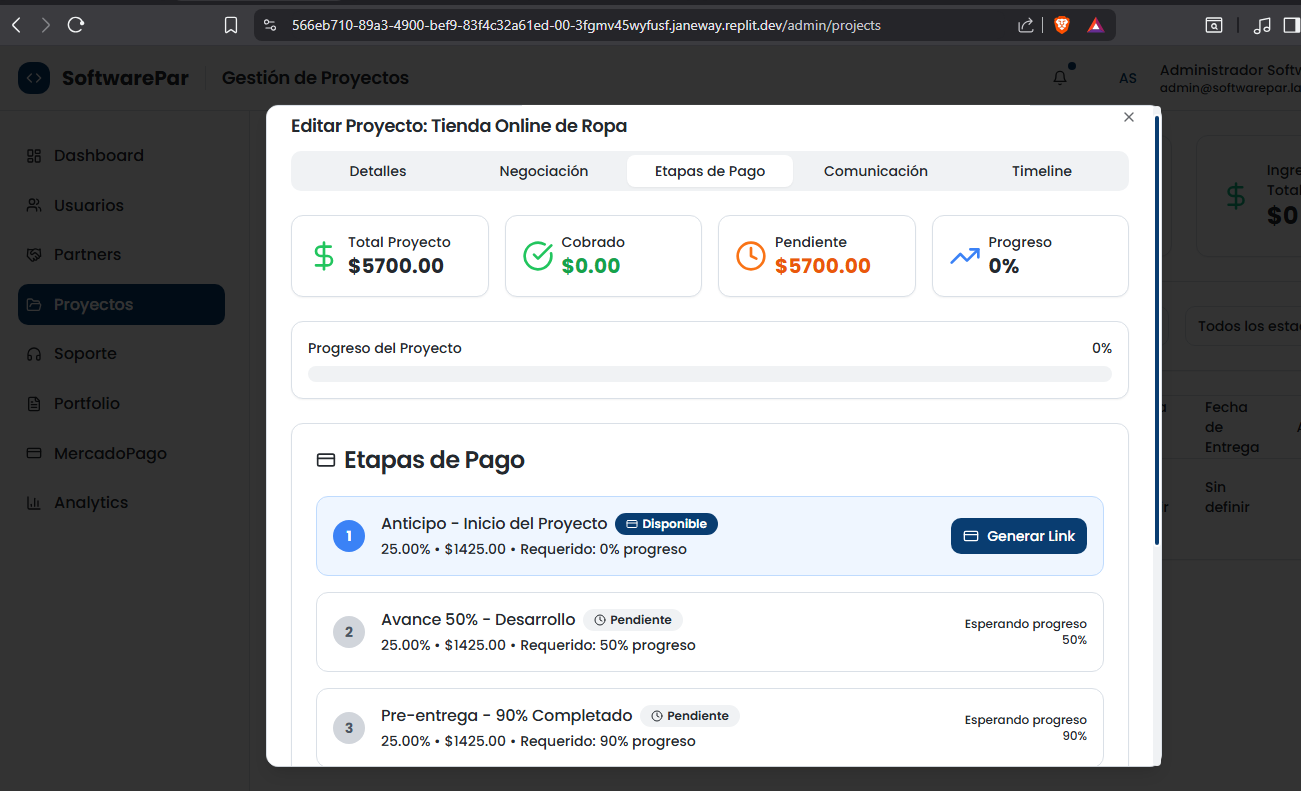 566eb710-89a3-4900-bef9-83f4c32a61ed-00-3fgmv45wyfusf.janeway.replit.dev/admin/projects
SoftwarePar
Gestión de Proyectos
AS
Administrador Softw
admin@softwarepar.la
Dashboard
Usuarios
Partners
Proyectos
Soporte
Portfolio
MercadoPago
Analytics
Editar Proyecto: Tienda Online de Ropa
Detalles
Negociación
Etapas de Pago
Comunicación
Timeline
Total Proyecto
$5700.00
Cobrado
$0.00
Pendiente
$5700.00
Progreso
0%
Progreso del Proyecto
0%
Etapas de Pago
1
Anticipo - Inicio del Proyecto
Disponible
25.00% • $1425.00 • Requerido: 0% progreso
Generar Link
2
Avance 50% - Desarrollo
Pendiente
25.00% • $1425.00 • Requerido: 50% progreso
Esperando progreso
50%
3
Pre-entrega - 90% Completado
Pendiente
25.00% • $1425.00 • Requerido: 90% progreso
Esperando progreso
90%
Ingre
Total
$0
Todos los esta
Fecha
de
Entrega
Sin
definir